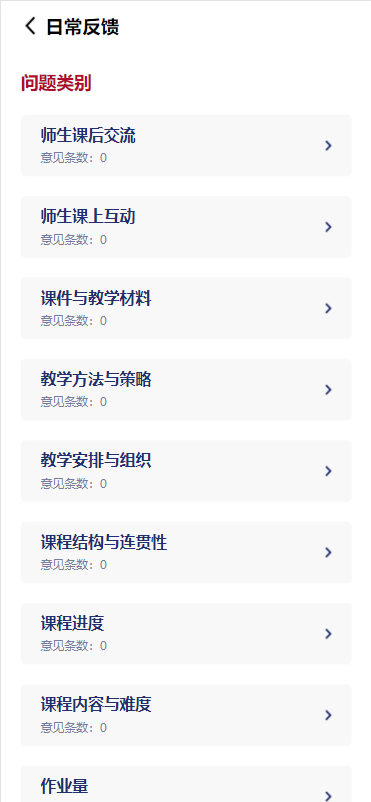 日常反馈
问题类别
师生课后交流
意见条数：0
师生课上互动
意见条数：0
课件与教学材料
意见条数：0
教学方法与策略
意见条数：0
教学安排与组织
意见条数：0
课程结构与连贯性
意见条数：0
课程进度
意见条数：0
课程内容与难度
意见条数：0
作业量